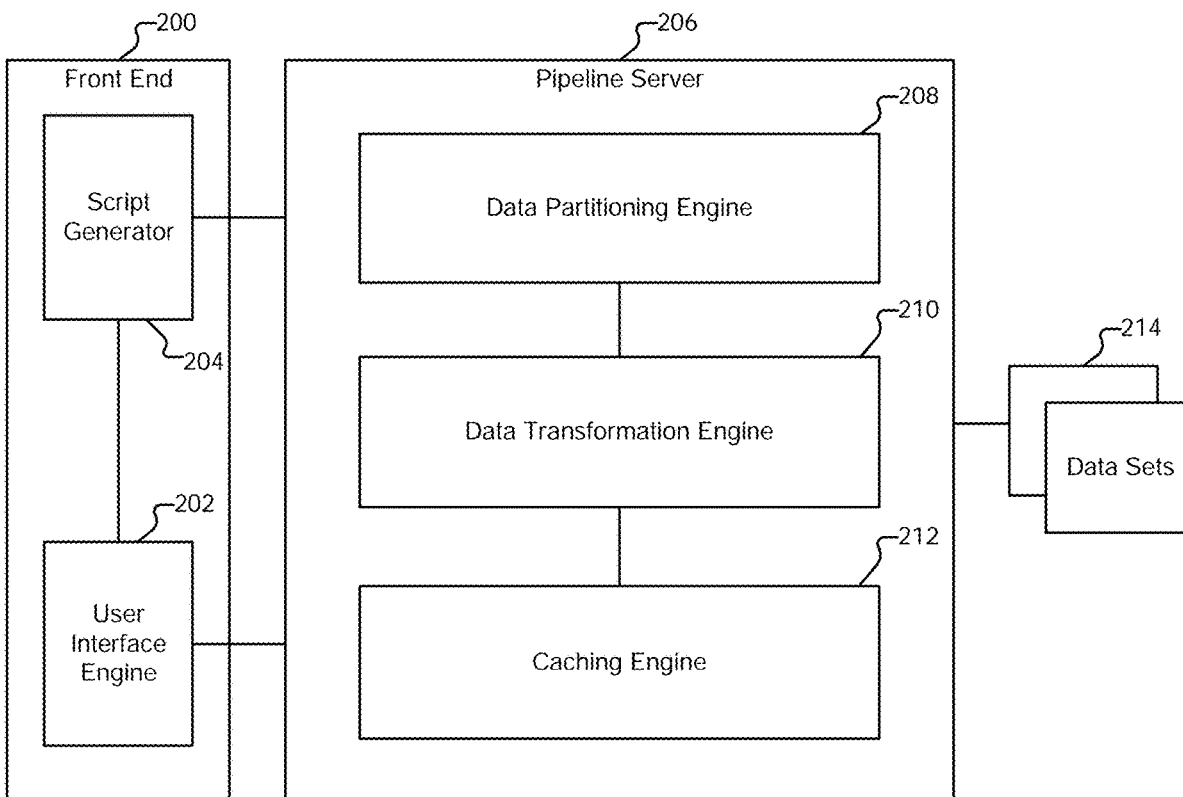 200
206
Front End
Pipeline Server
208
Script
Generator
Data Partitioning Engine
204
210
214
Data Transformation Engine
Data Sets
202
212
User
Interface
Engine
Caching Engine